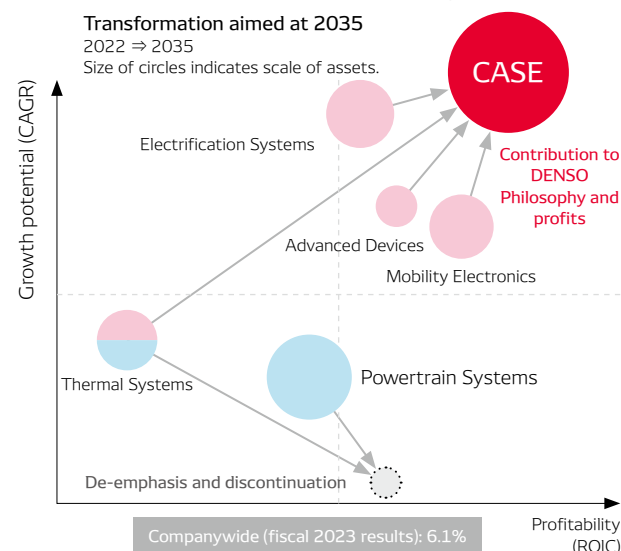 Transformation aimed at 2035
2022 ⇒ 2035
Size of circles indicates scale of assets.
Growth potential (CAGR)
CASE
Electrification Systems
Contribution to
DENSO
Philosophy and
profits
Advanced Devices
Mobility Electronics
Thermal Systems
Powertrain Systems
De-emphasis and discontinuation
Companywide (fiscal 2023 results): 6.1%
Profitability
(ROIC)